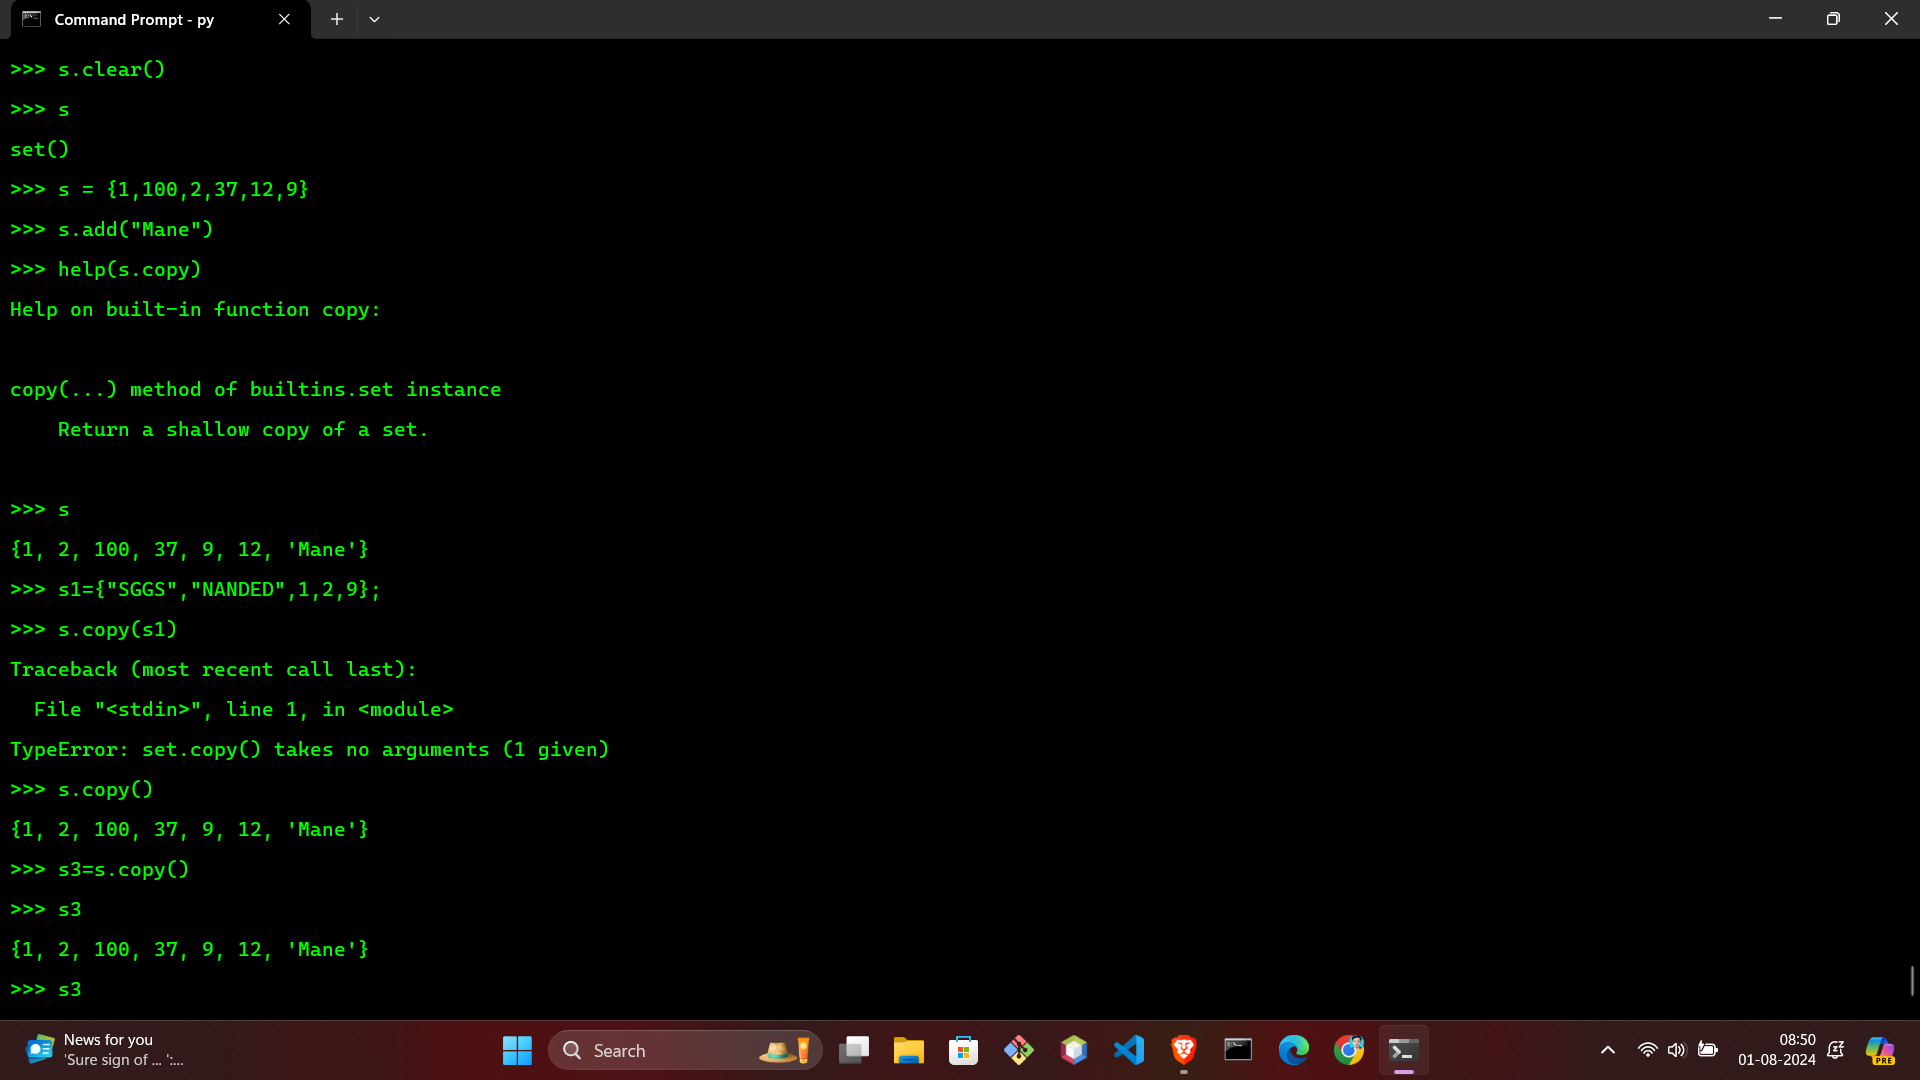 Command Prompt - py
>>> s.clear()
>>> s
set()
>>> s = {1,100,2,37,12,9}
>>> s.add("Mane")
>>> help(s.copy)
Help on built-in function copy:
copy(...) method of builtins.set instance
    Return a shallow copy of a set.
>>> s
{1, 2, 100, 37, 9, 12, 'Mane'}
>>> s1={"SGGS","NANDED",1,2,9};
>>> s.copy(s1)
Traceback (most recent call last):
  File "<stdin>", line 1, in <module>
TypeError: set.copy() takes no arguments (1 given)
>>> s.copy()
{1, 2, 100, 37, 9, 12, 'Mane'}
>>> s3=s.copy()
>>> s3
{1, 2, 100, 37, 9, 12, 'Mane'}
>>> s3
News for you
'Sure sign of ... ':...
Search
08:50
01-08-2024
PRE